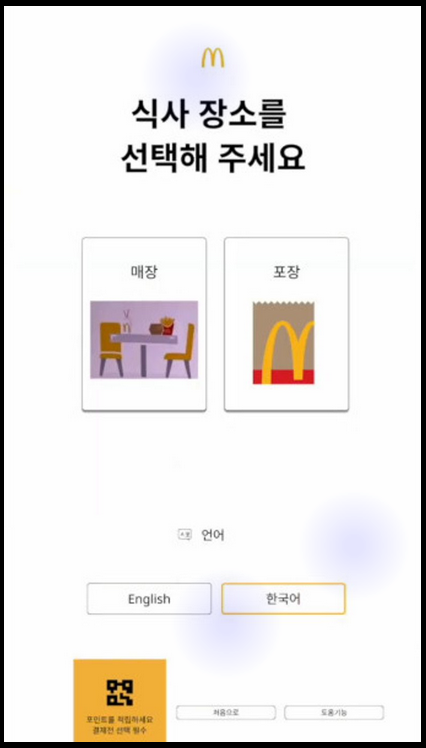 식사 장소를
선택해 주세요
매장
포장
언어
English
한국어
포인트를 적립하세요
결제전 선택 필수
처음으로
도움기능